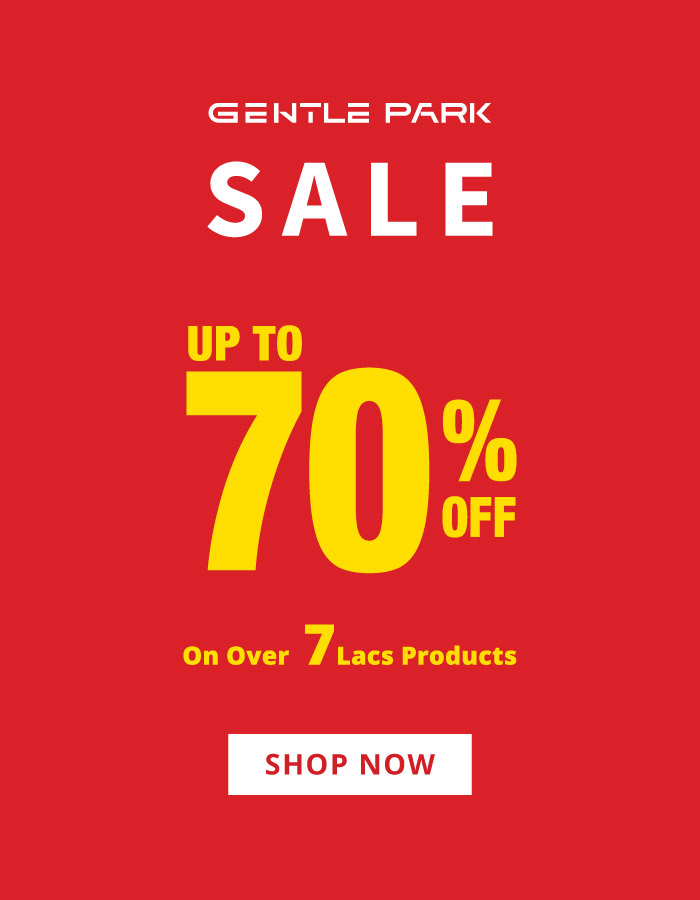 GENTLE PARK
SALE
UP TO
70%
OFF
On Over 7 Lacs Products
SHOP NOW